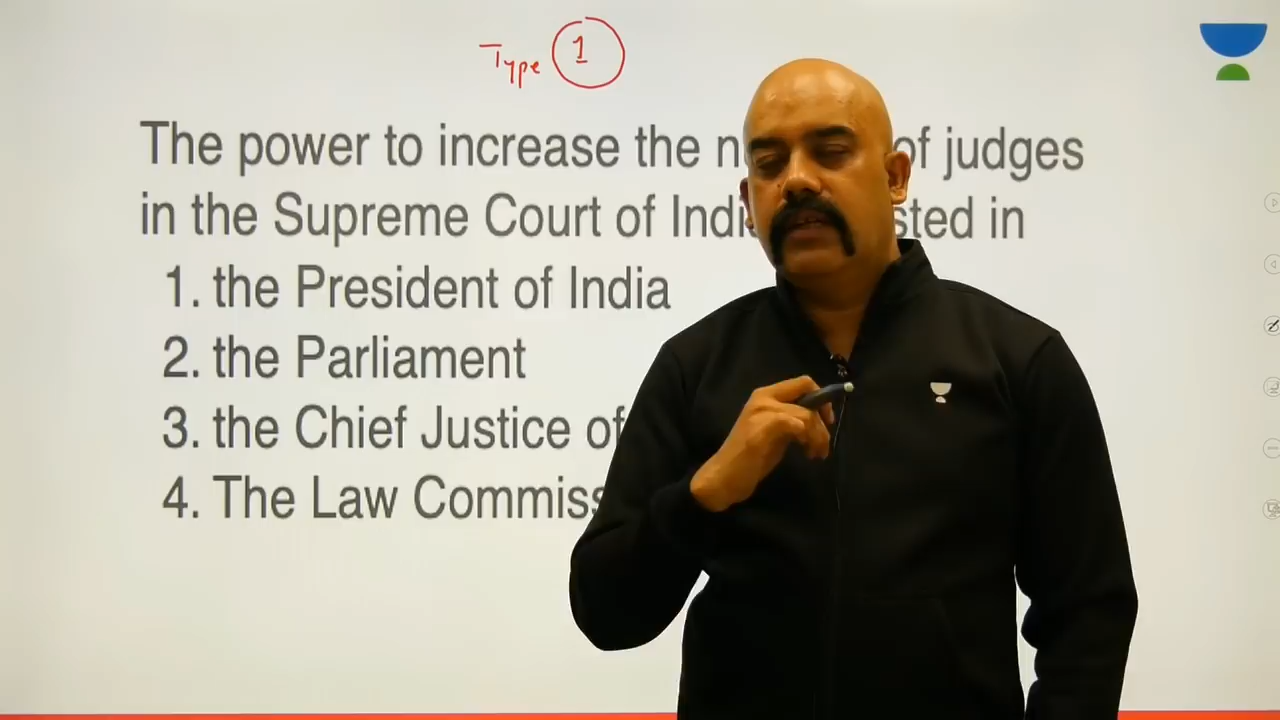 Type 1
The power to increase the n of judges
in the Supreme Court of Indi sted in
1. the President of India
2. the Parliament
3. the Chief Justice of
4. The Law Commiss